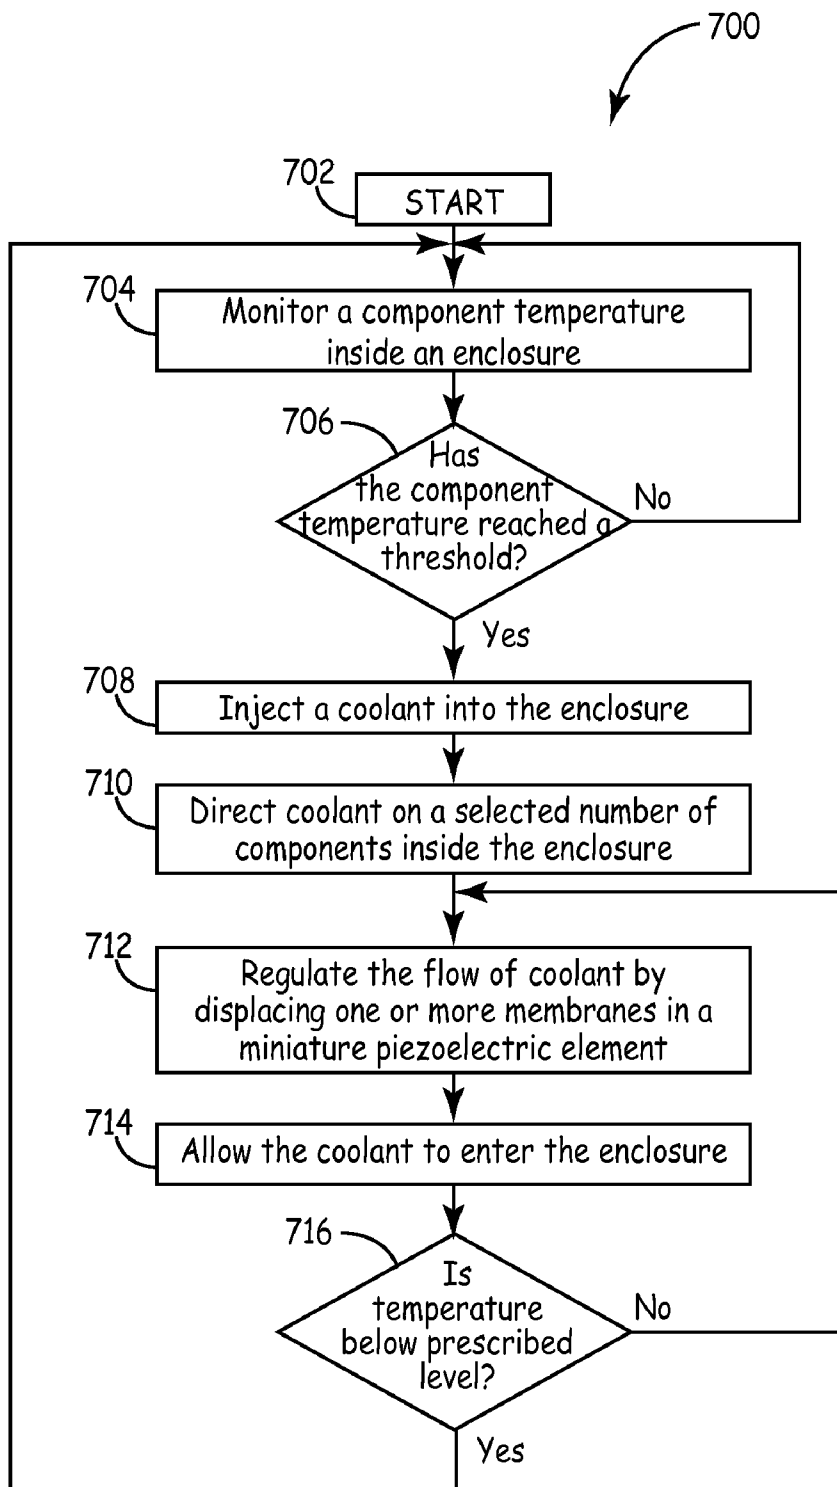 700
702
START
704
Monitor a component temperature
inside an enclosure
706
Has
the component
temperature reached a
threshold?
No
Yes
708
Inject a coolant into the enclosure
710
Direct coolant on a selected number of
components inside the enclosure
712
Regulate the flow of coolant by
displacing one or more membranes in a
miniature piezoelectric element
714
Allow the coolant to enter the enclosure
716
Is
temperature
below prescribed
level?
No
Yes